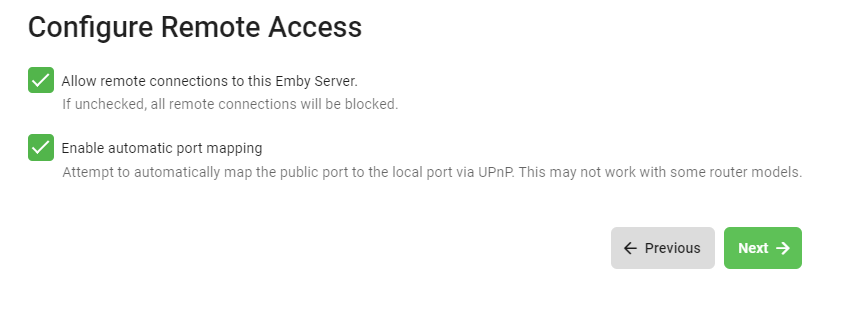 Configure Remote Access
Allow remote connections to this Emby Server.
If unchecked, all remote connections will be blocked.
Enable automatic port mapping
Attempt to automatically map the public port to the local port via UPnP. This may not work with some router models.
Previous
Next